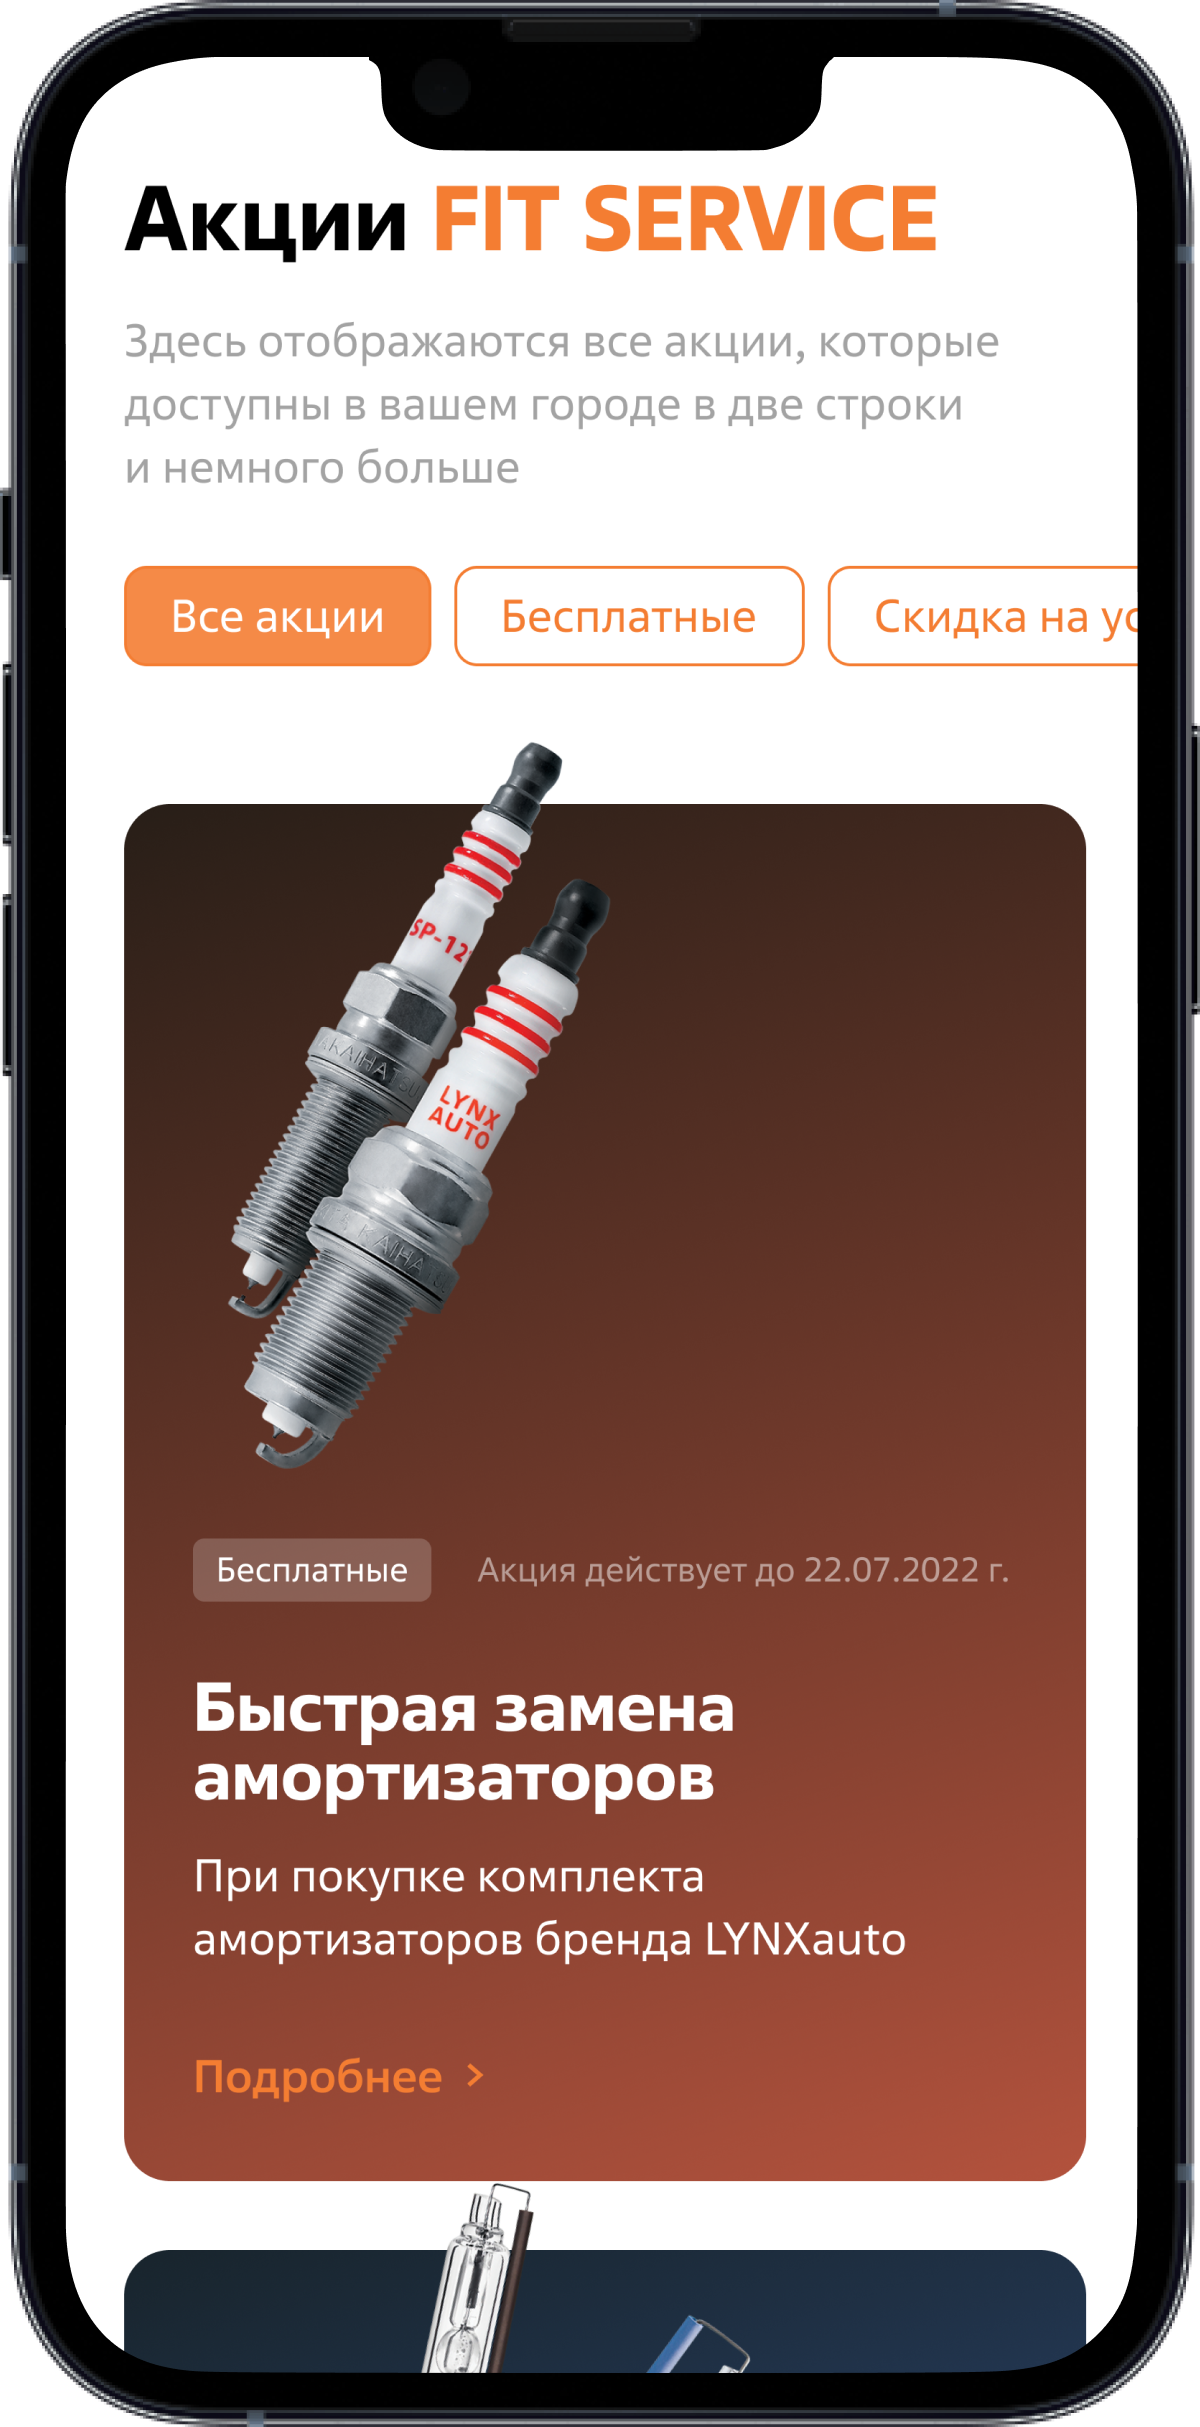 Акции FIT SERVICE
Здесь отображаются все акции, которые
доступны в вашем городе в две строки
и немного больше
Все акции
Бесплатные
Скидка на
SP-12
KAIHATSU
LYNX
AUTO
KAIHATSU
Бесплатные
Акция действует до 22.07.2022 г.
Быстрая замена
амортизаторов
При покупке комплекта
амортизаторов бренда LYNXauto
Подробнее